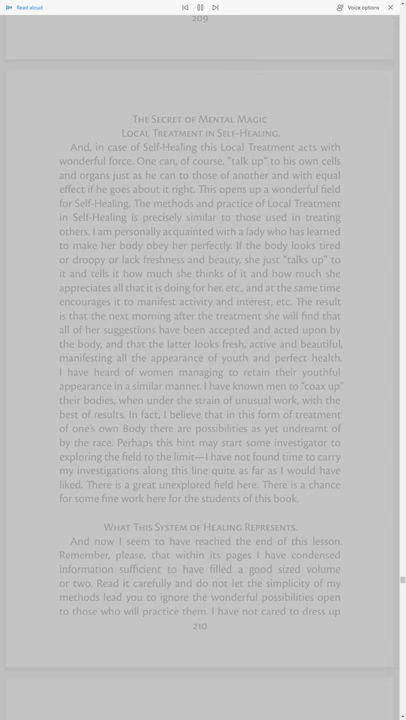 Read aloud
Voice options
209
The Secret of Mental Magic
Local Treatment in Self-Healing.
And, in case of Self-Healing this Local Treatment acts with
wonderful force. One can, of course, "talk up" to his own cells
and organs just as he can to those of another and with equal
effect if he goes about it right. This opens up a wonderful field
for Self-Healing. The methods and practice of Local Treatment
in Self-Healing is precisely similar to those used in treating
others. I am personally acquainted with a lady who has learned
to make her body obey her perfectly. If the body looks tired
or droopy or lack freshness and beauty, she just "talks up" to
it and tells it how much she thinks of it and how much she
appreciates all that it is doing for her, etc., and at the same time
encourages it to manifest activity and interest, etc. The result
is that the next morning after the treatment she will find that
all of her suggestions have been accepted and acted upon by
the body, and that the latter looks fresh, active and beautiful,
manifesting all the appearance of youth and perfect health.
I have heard of women managing to retain their youthful
appearance in a similar manner. I have known men to "coax up"
their bodies, when under the strain of unusual work, with the
best of results. In fact, I believe that in this form of treatment
of one's own Body there are possibilities as yet undreamt of
by the race. Perhaps this hint may start some investigator to
exploring the field to the limit—I have not found time to carry
my investigations along this line quite as far as I would have
liked. There is a great unexplored field here. There is a chance
for some fine work here for the students of this book.
What This System of Healing Represents.
And now I seem to have reached the end of this lesson.
Remember, please, that within its pages I have condensed
information sufficient to have filled a good sized volume
or two. Read it carefully and do not let the simplicity of my
methods lead you to ignore the wonderful possibilities open
to those who will practice them. I have not cared to dress up
210